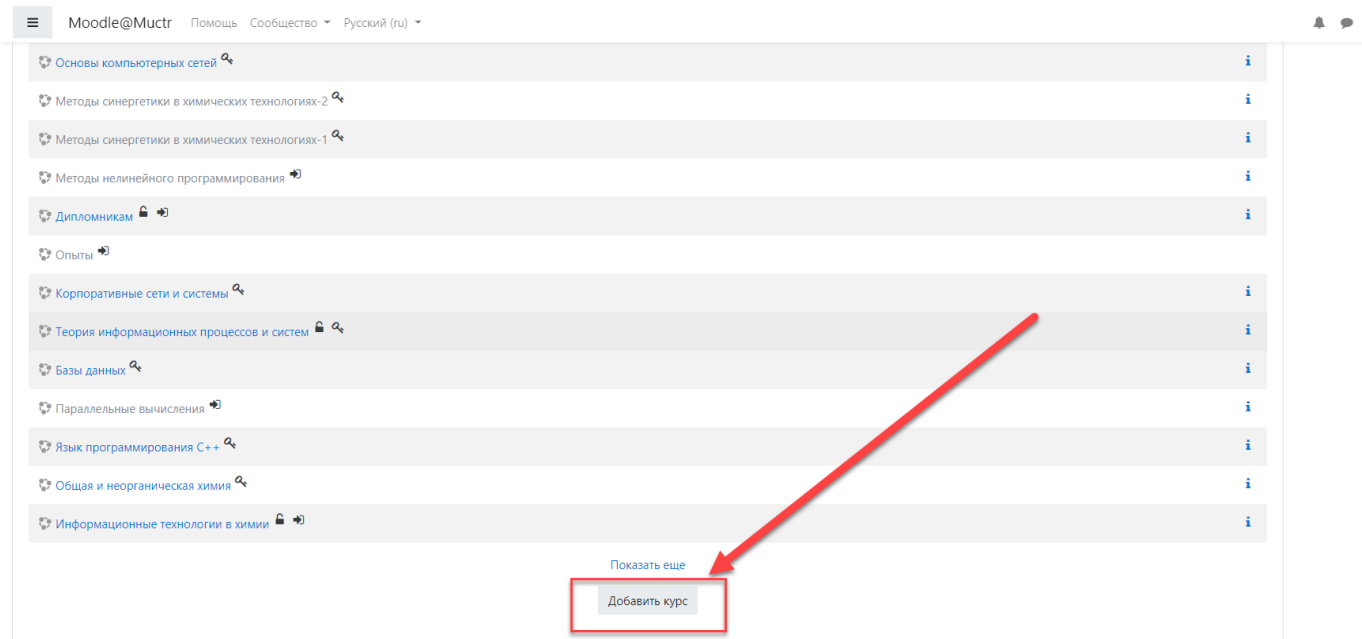 Moodle@Muctr Помощь Сообщество Русский (ru)
Основы компьютерных сетей
Методы синергетики в химических технологиях-2
Методы синергетики в химических технологиях-1
Методы нелинейного программирования
Дипломникам
Опыты
Корпоративные сети и системы
Теория информационных процессов и систем
Базы данных
Параллельные вычисления
Язык программирования C++
Общая и неорганическая химия
Информационные технологии в химии
Показать еще
Добавить курс